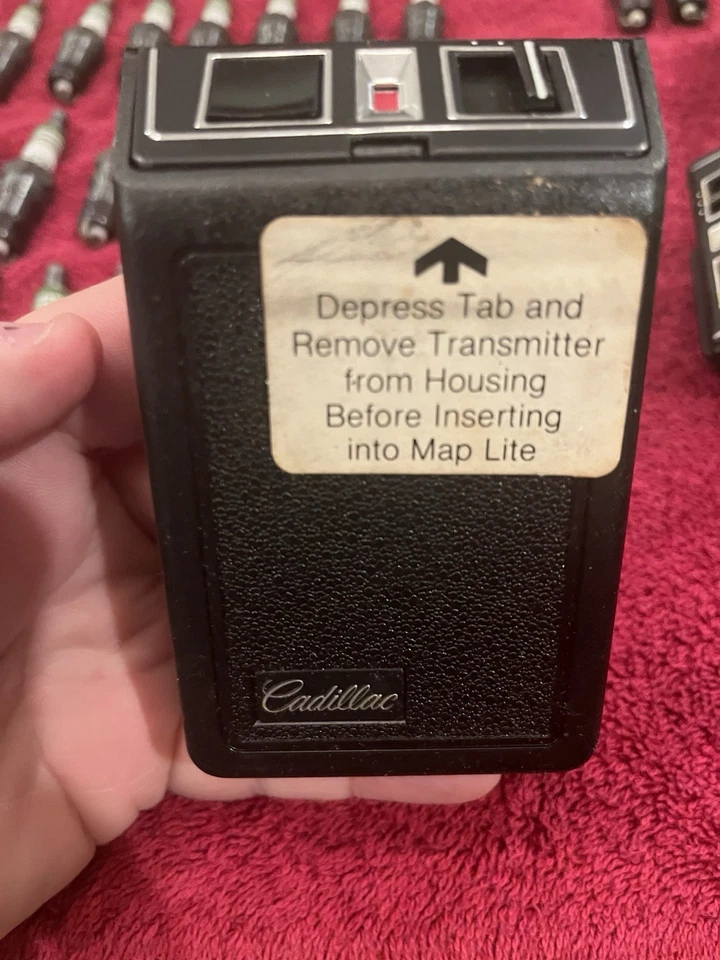 Depress Tab and
Remove Transmitter
from Housing
Before Inserting
into Map Lite
Cadillac